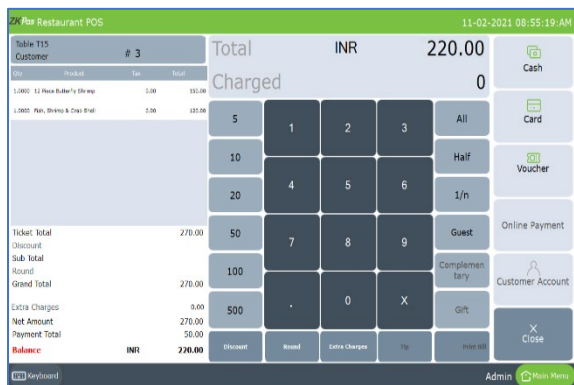 ZKPos Restaurant POS 11-02-2021 08:55:19:AM
Table T15
Customer
# 3
Qty Product Tax Total
1.0000 12 Piece Butterfly Shrimp 0.00 150.00
1.0000 Fish, Shrimp & Crab Shell 0.00 120.00
Ticket Total 270.00
Discount
Sub Total
Round
Grand Total 270.00
Extra Charges 0.00
Net Amount 270.00
Payment Total 50.00
Balance INR 220.00
Total INR 220.00
Charged 0
5 1 2 3 All
10 Half
20 4 5 6 1/n
50 7 8 9 Guest
100 Complemen
tary
500 . 0 X Gift
Discount Round Extra Charges Tip Print Bill
Cash
Card
Voucher
Online Payment
Customer Account
X
Close
Keyboard Admin Main Menu